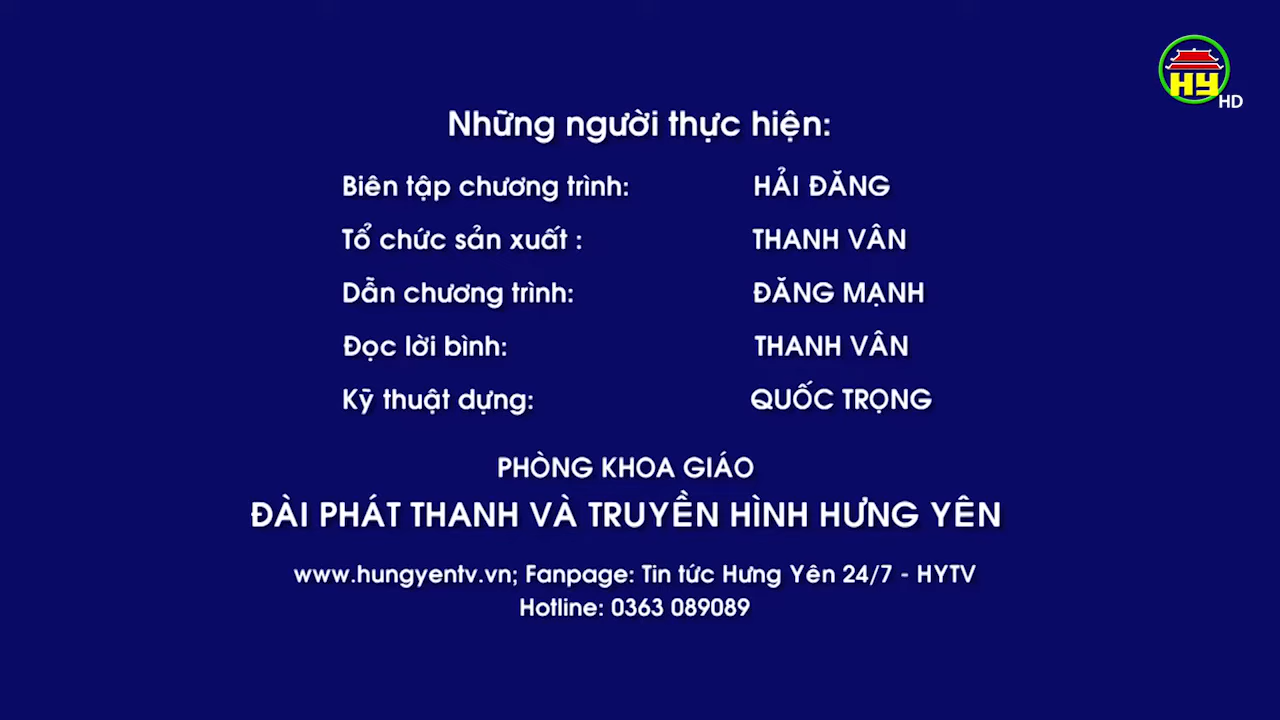 HY
HD
Những người thực hiện:
Biên tập chương trình: HẢI ĐĂNG
Tổ chức sản xuất : THANH VÂN
Dẫn chương trình: ĐĂNG MẠNH
Đọc lời bình: THANH VÂN
Kỹ thuật dựng: QUỐC TRỌNG
PHÒNG KHOA GIÁO
ĐÀI PHÁT THANH VÀ TRUYỀN HÌNH HƯNG YÊN
www.hungyentv.vn; Fanpage: Tin tức Hưng Yên 24/7 - HYTV
Hotline: 0363 089089